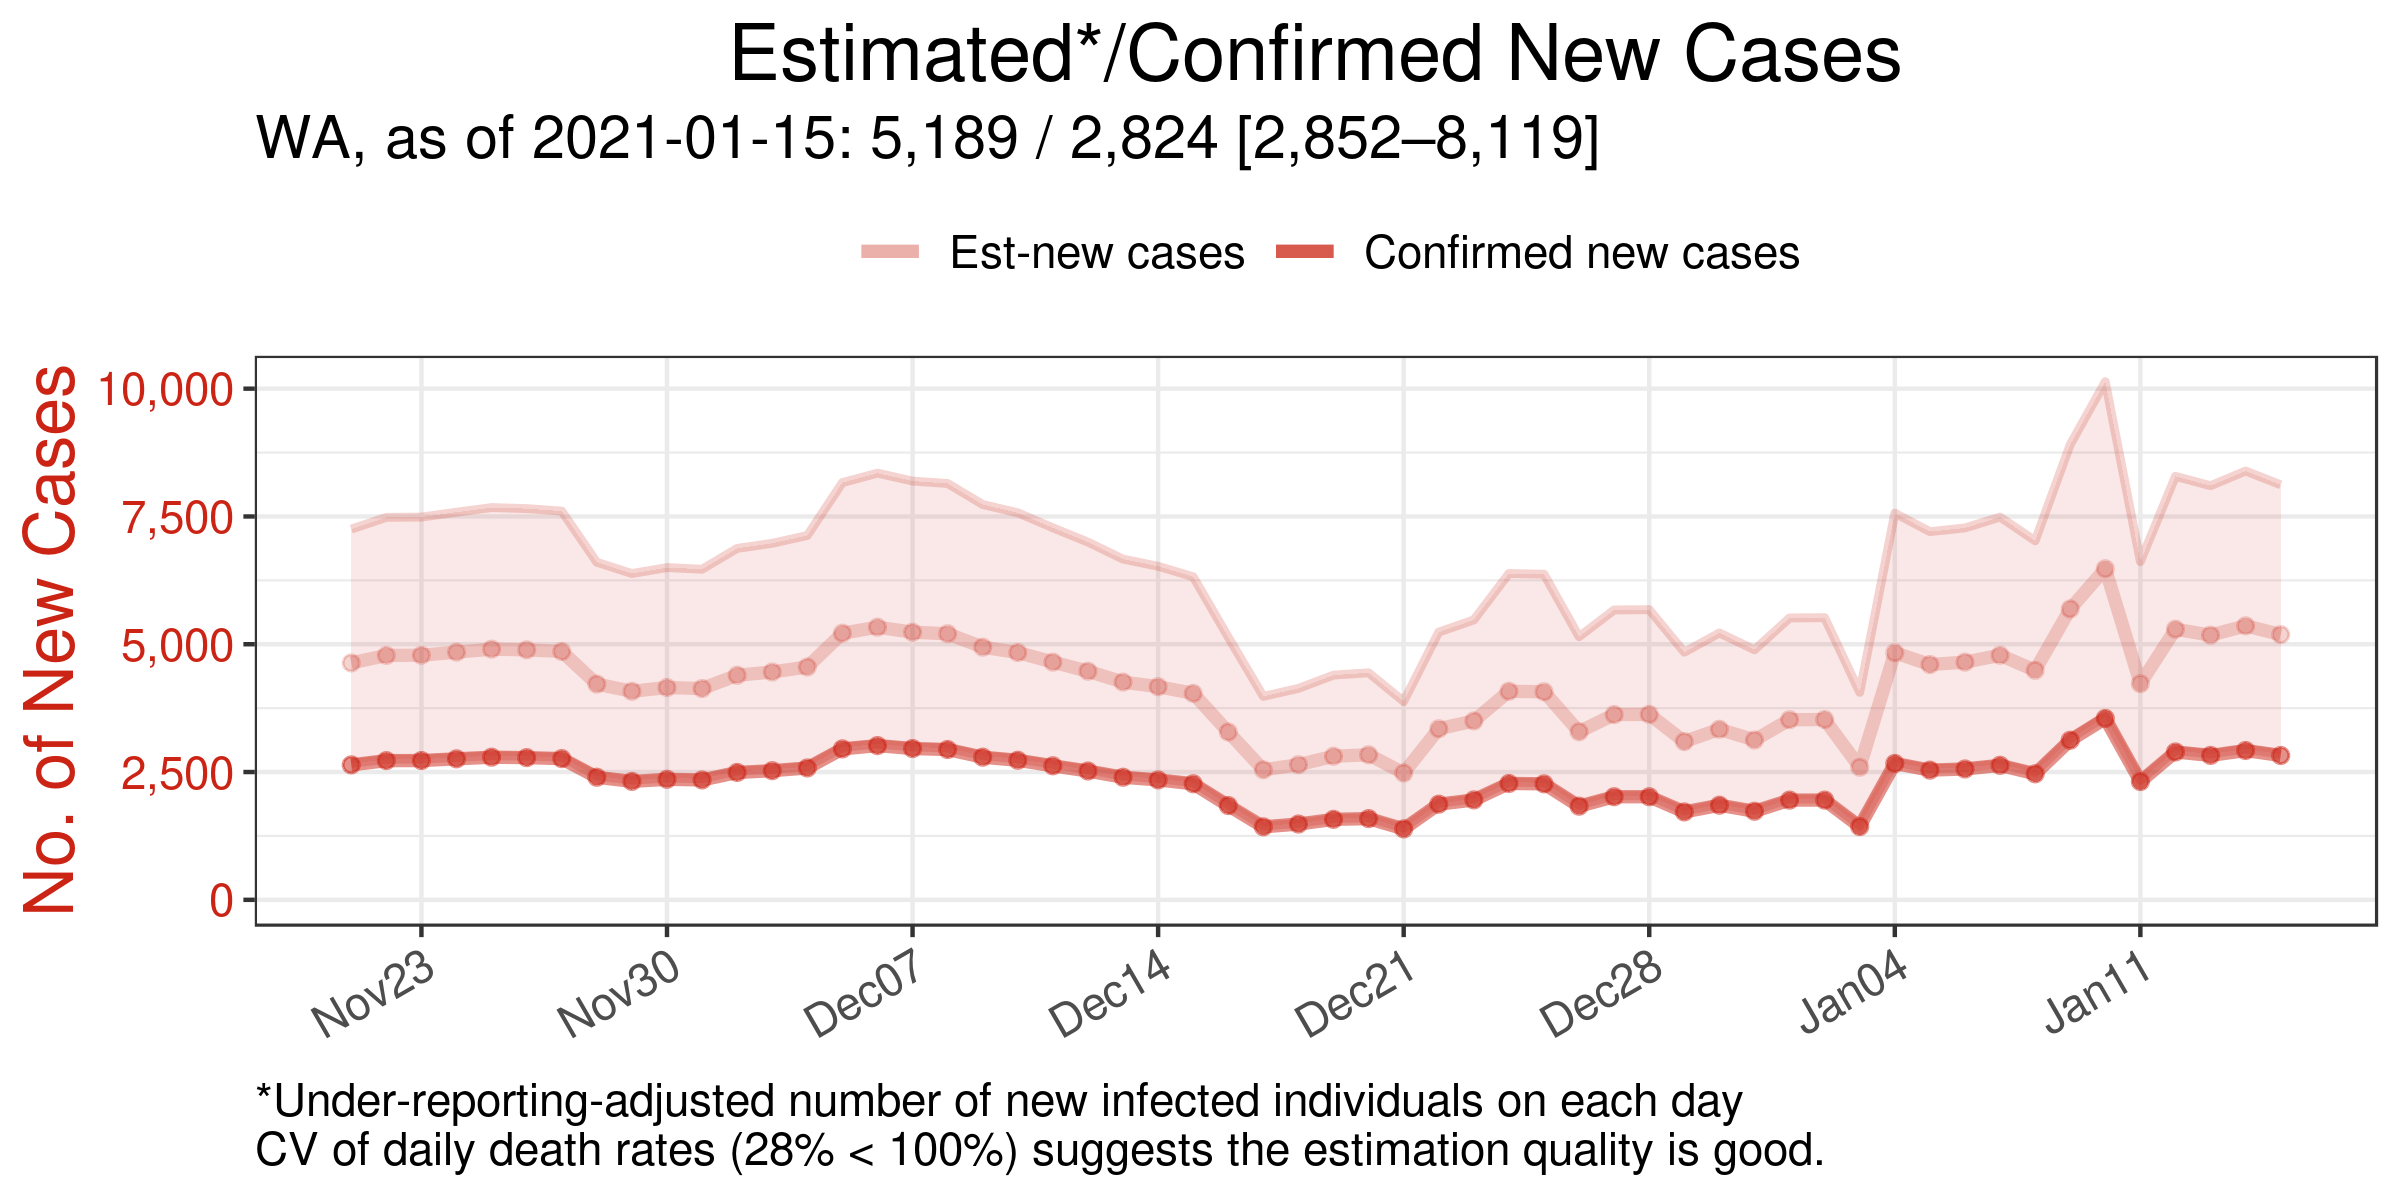 Estimated*/Confirmed New Cases
WA, as of 2021-01-15: 5,189 / 2,824 [2,852–8,119]
Est-new cases
Confirmed new cases
No. of New Cases
10,000
7,500
5,000
2,500
0
Nov23
Nov30
Dec07
Dec14
Dec21
Dec28
Jan04
Jan11
*Under-reporting-adjusted number of new infected individuals on each day
CV of daily death rates (28% < 100%) suggests the estimation quality is good.